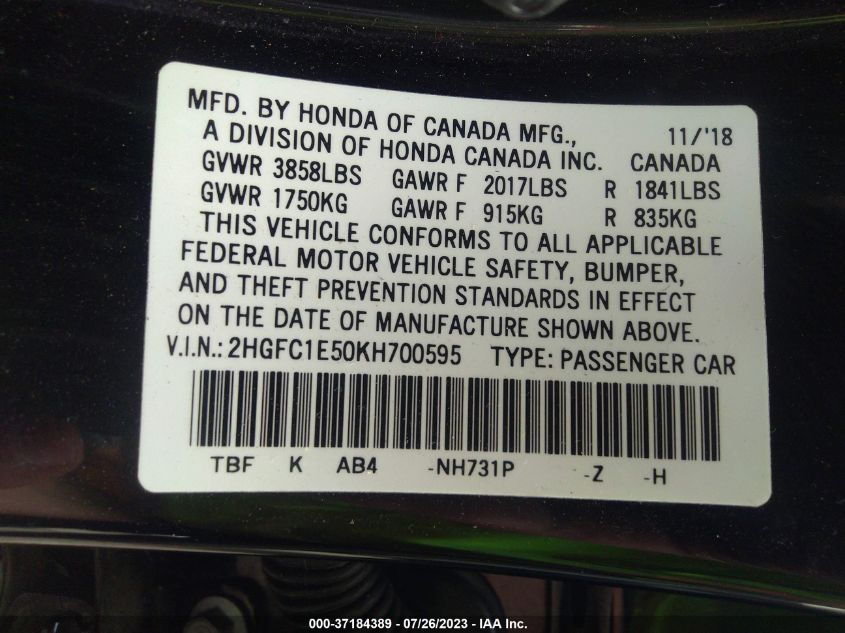 MFD. BY HONDA OF CANADA MFG., 11/'18
A DIVISION OF HONDA CANADA INC. CANADA
GVWR 3858LBS GAWR F 2017LBS R 1841LBS
GVWR 1750KG GAWR F 915KG R 835KG
THIS VEHICLE CONFORMS TO ALL APPLICABLE
FEDERAL MOTOR VEHICLE SAFETY, BUMPER,
AND THEFT PREVENTION STANDARDS IN EFFECT
ON THE DATE OF MANUFACTURE SHOWN ABOVE.
V.I.N.: 2HGFC1E50KH700595 TYPE: PASSENGER CAR
TBF K AB4 -NH731P -Z -H
000-37184389 / 07/26/2023 - IAA Inc.